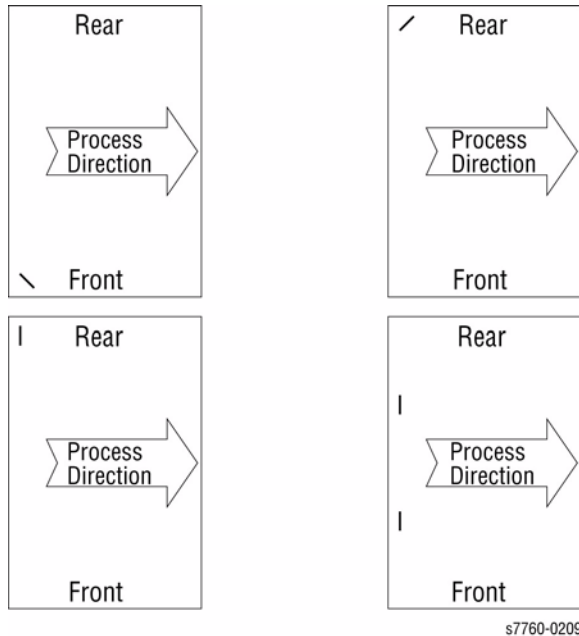 Rear
Process
Direction
Front
Rear
Process
Direction
Front
Rear
Process
Direction
Front
Rear
Process
Direction
Front
s7760-0209